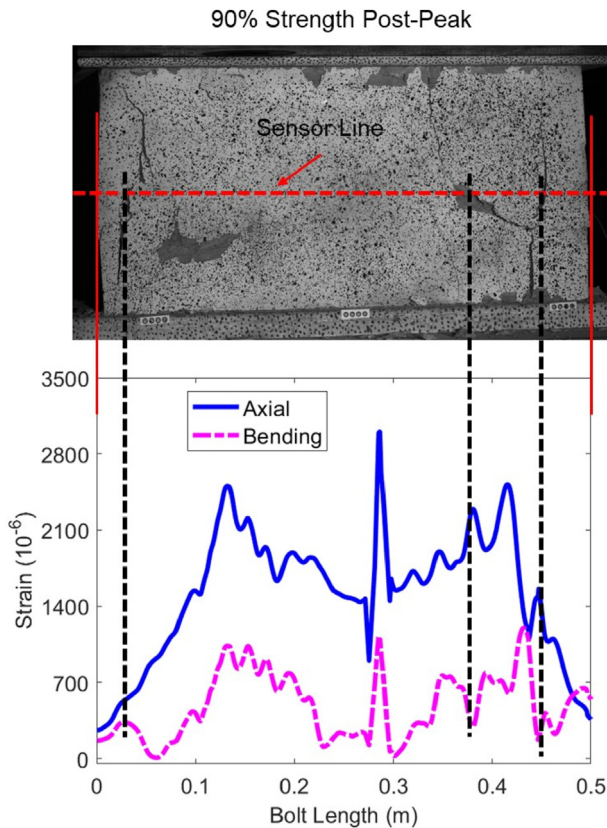 90% Strength Post-Peak
Sensor Line
3500
2800
2100
1400
700
0
Strain (10-6)
Axial
Bending
0 0.1 0.2 0.3 0.4 0.5
Bolt Length (m)